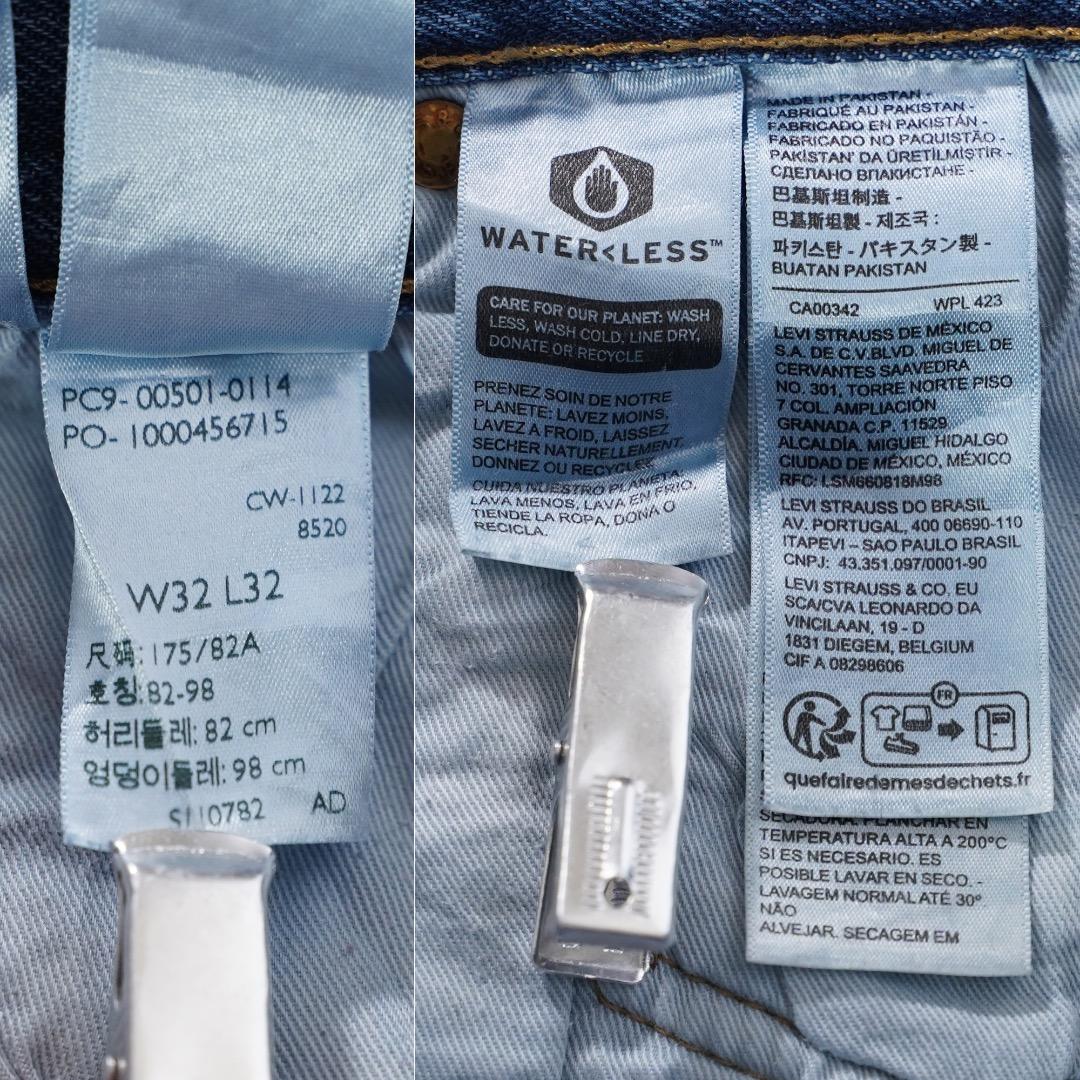 PC9- 00501-0114
PO- 1000456715
CW-1122
8520
W32 L32
尺碼: 175/82A
호칭: 82-98
허리둘레: 82 cm
엉덩이둘레: 98 cm
AD
WATER<LESS™
CARE FOR OUR PLANET: WASH
LESS, WASH COLD, LINE DRY,
DONATE OR RECYCLE
PRENEZ SOIN DE NOTRE
PLANETE: LAVEZ MOINS,
LAVEZ A FROID, LAISSEZ
SECHER NATURELLEMENT,
DONNEZ OU RECYCLEZ
CUIDA NUESTRO PLANETA:
LAVA MENOS, LAVA EN FRIO,
TIENDE LA ROPA, DONA O
RECICLA.
MADE IN PAKISTAN -
FABRIQUÉ AU PAKISTAN -
FABRICADO EN PAKISTÁN -
FABRICADO NO PAQUISTÃO -
PAKİSTAN' DA ÜRETİLMİŞTİR -
СДЕЛАНО ВПАКИСТАНЕ -
巴基斯坦制造 -
巴基斯坦製 - 제조국 :
파키스탄 - パキスタン製 -
BUATAN PAKISTAN
CA00342 WPL 423
LEVI STRAUSS DE MÉXICO
S.A. DE C.V.BLVD. MIGUEL DE
CERVANTES SAAVEDRA
NO. 301, TORRE NORTE PISO
7 COL. AMPLIACIÓN
GRANADA C.P. 11529,
ALCALDÍA. MIGUEL HIDALGO
CIUDAD DE MÉXICO, MÉXICO
RFC: LSM660818M98
LEVI STRAUSS DO BRASIL
AV. PORTUGAL, 400 06690-110
ITAPEVI – SAO PAULO BRASIL
CNPJ: 43.351.097/0001-90
LEVI STRAUSS & CO. EU
SCA/CVA LEONARDO DA
VINCILAAN, 19 - D
1831 DIEGEM, BELGIUM
CIF A 08298606
FR
quefairedemesdechets.fr
SECADORA. PLANCHAR EN
TEMPERATURA ALTA A 200ºC
SI ES NECESARIO. ES
POSIBLE LAVAR EN SECO. -
LAVAGEM NORMAL ATÉ 30º
NÃO
ALVEJAR. SECAGEM EM